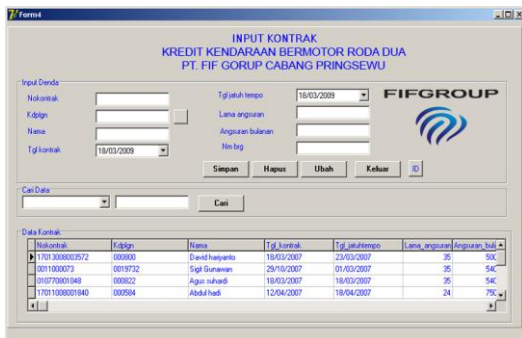 Form4
INPUT KONTRAK
KREDIT KENDARAAN BERMOTOR RODA DUA
PT. FIF GORUP CABANG PRINGSEWU
Input Denda
Nokontrak
Kdplgn
Nama
Tgl kontrak 18/03/2009
Tgl jatuh tempo 18/03/2009
Lama angsuran
Angsuran bulanan
Nm brg
FIFGROUP
Simpan Hapus Ubah Keluar ID
Cari Data
Cari
Data Kontrak
Nokontrak Kdplgn Nama Tgl_kontrak Tgl_jatuhtempo Lama_angsuran Angsuran_bula
17013008003572 000800 David hariyanto 18/03/2007 23/03/2007 35 500
0011000073 0019732 Sigit Gunawan 29/10/2007 01/03/2007 35 540
010770801048 000822 Agus suhardi 18/03/2007 18/03/2007 35 540
17011008001840 000584 Abdul hadi 12/04/2007 18/04/2007 24 750